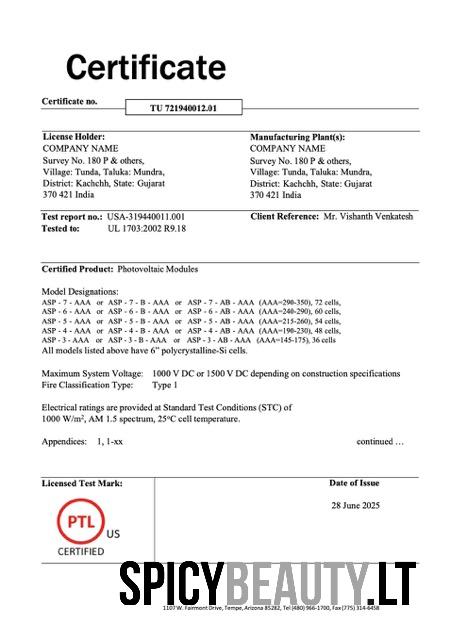 Certificate
Certificate no.
TU 721940012.01
License Holder:
COMPANY NAME
Survey No. 180 P & others,
Village: Tunda, Taluka: Mundra,
District: Kachchh, State: Gujarat
370 421 India
Manufacturing Plant(s):
COMPANY NAME
Survey No. 180 P & others,
Village: Tunda, Taluka: Mundra,
District: Kachchh, State: Gujarat
370 421 India
Test report no.: USA-319440011.001
Tested to: UL 1703:2002 R9.18
Client Reference: Mr. Vishanth Venkatesh
Certified Product: Photovoltaic Modules
Model Designations:
ASP - 7 - AAA or ASP - 7 - B - AAA or ASP - 7 - AB - AAA (AAA=290-350), 72 cells,
ASP - 6 - AAA or ASP - 6 - B - AAA or ASP - 6 - AB - AAA (AAA=240-290), 60 cells,
ASP - 5 - AAA or ASP - 5 - B - AAA or ASP - 5 - AB - AAA (AAA=215-260), 54 cells,
ASP - 4 - AAA or ASP - 4 - B - AAA or ASP - 4 - AB - AAA (AAA=190-230), 48 cells,
ASP - 3 - AAA or ASP - 3 - B - AAA or ASP - 3 - AB - AAA (AAA=145-175), 36 cells
All models listed above have 6” polycrystalline-Si cells.
Maximum System Voltage: 1000 V DC or 1500 V DC depending on construction specifications
Fire Classification Type: Type 1
Electrical ratings are provided at Standard Test Conditions (STC) of
1000 W/m², AM 1.5 spectrum, 25°C cell temperature.
Appendices: 1, 1-xx
continued …
Licensed Test Mark:
Date of Issue
28 June 2025
PTL
US
CERTIFIED
SPICYBEAUTY.LT
1107 W. Fairmont Drive, Tempe, Arizona 85282, Tel (480) 966-1700, Fax (775) 314-6458